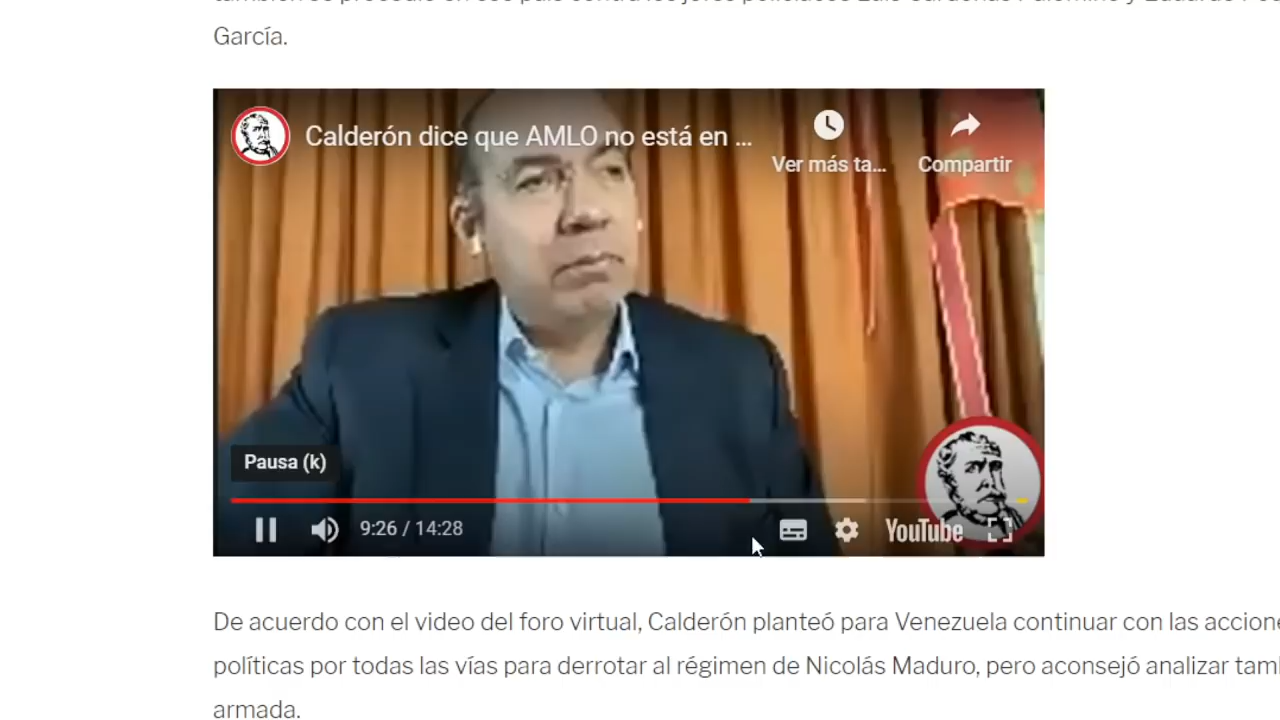 García.
Calderón dice que AMLO no está en ...
Ver más ta...
Compartir
Pausa (k)
9:26 / 14:28
YouTube
De acuerdo con el video del foro virtual, Calderón planteó para Venezuela continuar con las accione
políticas por todas las vías para derrotar al régimen de Nicolás Maduro, pero aconsejó analizar tam
armada.